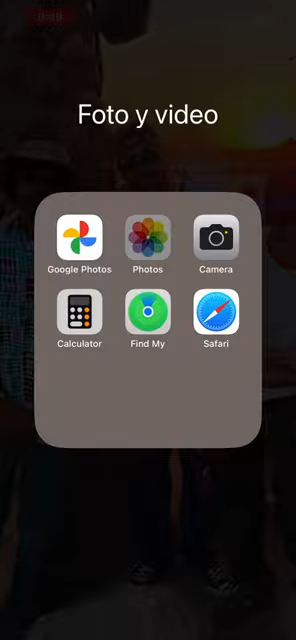 Foto y video
Google Photos
Photos
Camera
Calculator
Find My
Safari